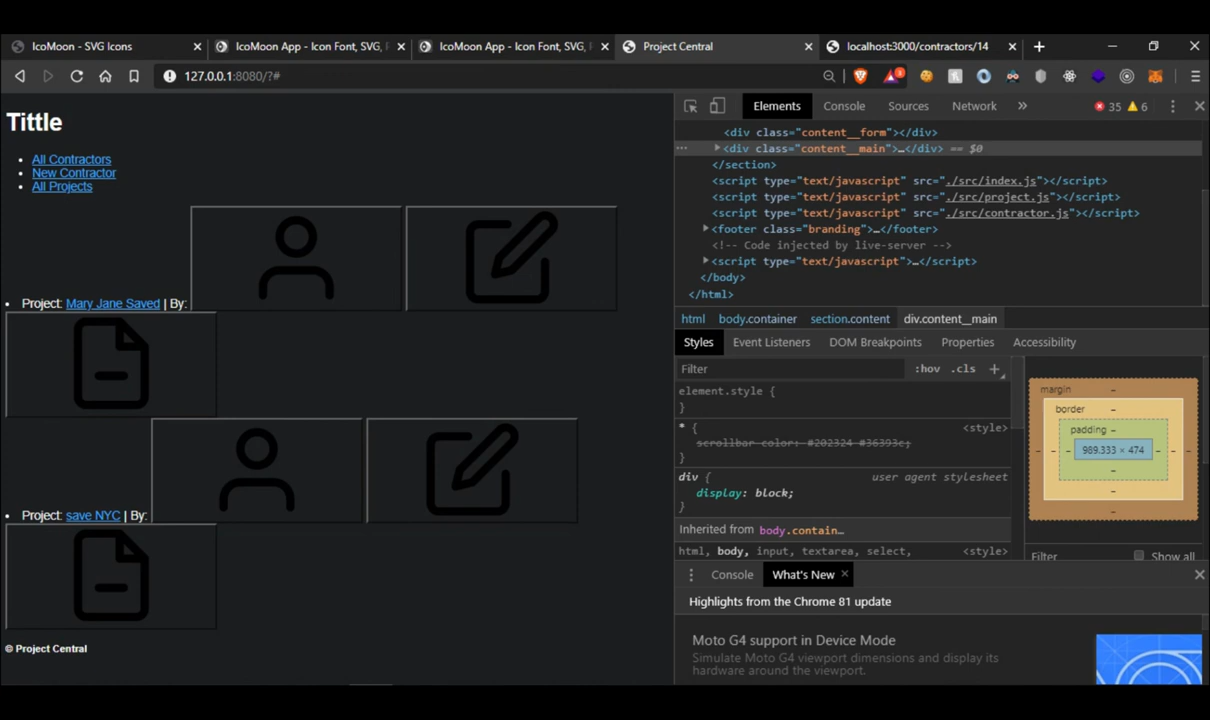 IcoMoon - SVG Icons
IcoMoon App - Icon Font, SVG,
IcoMoon App - Icon Font, SVG,
Project Central
localhost:3000/contractors/14
127.0.0.1:8080/?#
Tittle
All Contractors
New Contractor
All Projects
Project: Mary Jane Saved | By:
Project: save NYC | By:
© Project Central
Elements
Console
Sources
Network
35
6
<div class="content__form"></div>
<div class="content__main">…</div> == $0
</section>
<script type="text/javascript" src="./src/index.js"></script>
<script type="text/javascript" src="./src/project.js"></script>
<script type="text/javascript" src="./src/contractor.js"></script>
<footer class="branding">…</footer>
<!-- Code injected by live-server -->
<script type="text/javascript">…</script>
</body>
</html>
html body.container section.content div.content__main
Styles Event Listeners DOM Breakpoints Properties Accessibility
Filter :hov .cls +
element.style {
}
* { <style>
scrollbar color: #202324 #36393c;
}
div { user agent stylesheet
display: block;
}
Inherited from body.contain…
html, body, input, textarea, select, <style>
margin -
border -
padding -
989.333 × 474
-
-
-
Filter Show all
Console What's New
Highlights from the Chrome 81 update
Moto G4 support in Device Mode
Simulate Moto G4 viewport dimensions and display its
hardware around the viewport.